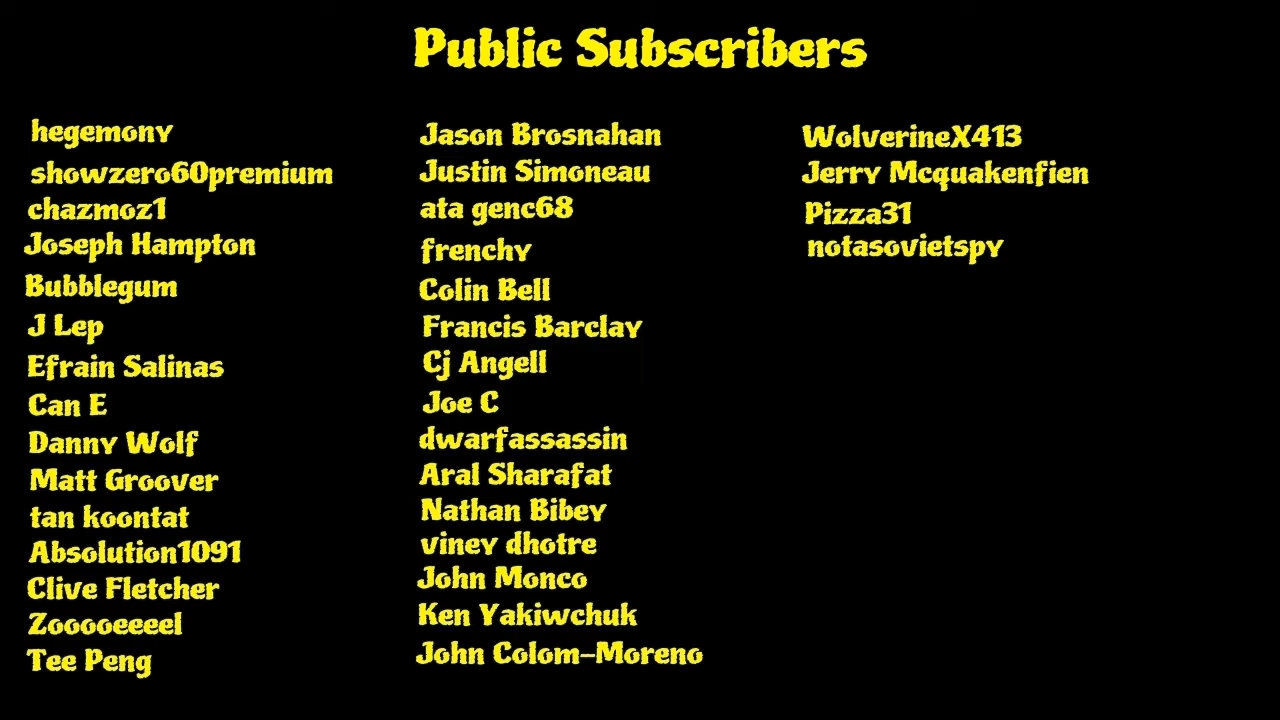 Public Subscribers
hegemony
showzero60premium
chazmoz1
Joseph Hampton
Bubblegum
J Lep
Efrain Salinas
Can E
Danny Wolf
Matt Groover
tan koontat
Absolution1091
Clive Fletcher
Zooooeeeel
Tee Peng
Jason Brosnahan
Justin Simoneau
ata genc68
frenchy
Colin Bell
Francis Barclay
Cj Angell
Joe C
dwarfassassin
Aral Sharafat
Nathan Bibey
viney dhotre
John Monco
Ken Yakiwchuk
John Colom-Moreno
WolverineX413
Jerry Mcquakenfien
Pizza31
notasovietspy